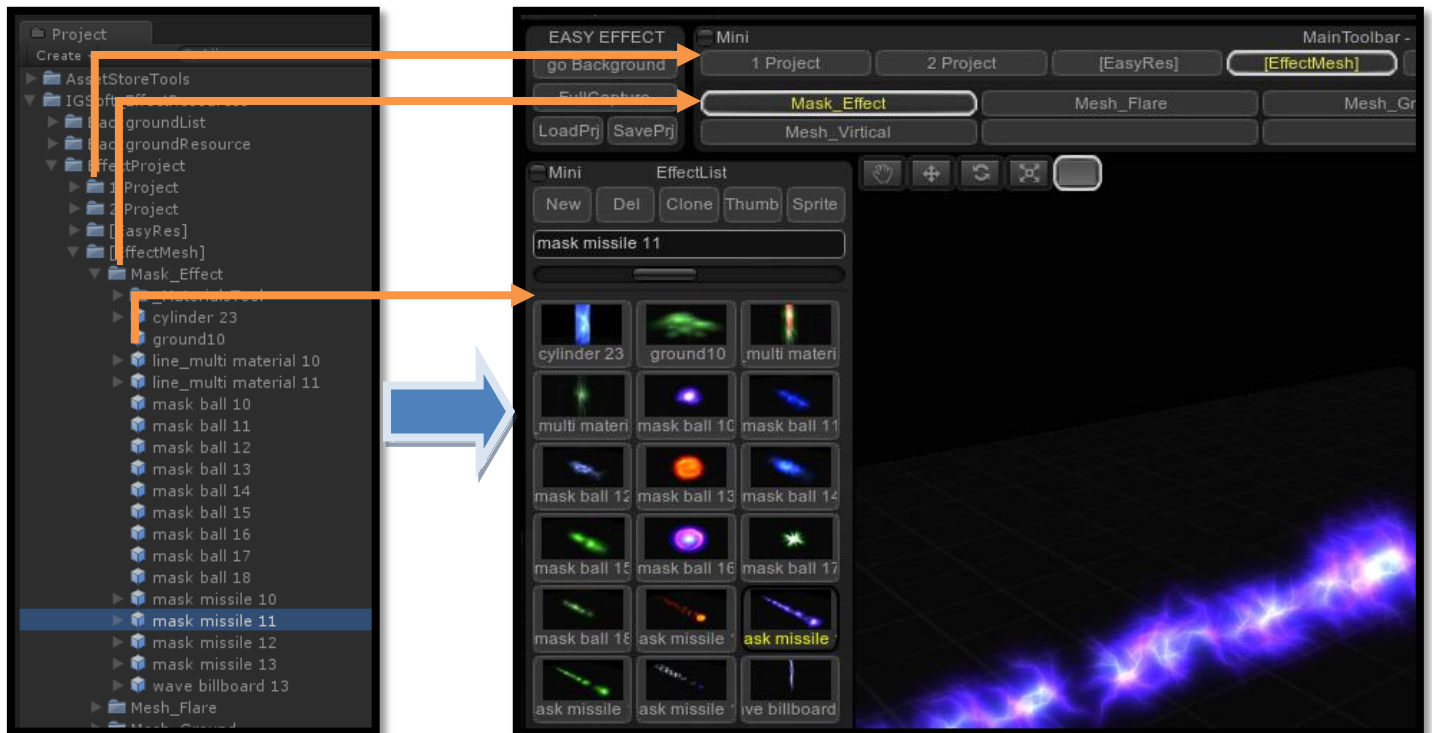 Project
Create
AssetStoreTools
IGSoft_EffectResources
BackgroundList
BackgroundResource
EffectProject
1 Project
2 Project
[EasyRes]
[EffectMesh]
Mask_Effect
_MaterialsTool
cylinder 23
ground10
line_multi material 10
line_multi material 11
mask ball 10
mask ball 11
mask ball 12
mask ball 13
mask ball 14
mask ball 15
mask ball 16
mask ball 17
mask ball 18
mask missile 10
mask missile 11
mask missile 12
mask missile 13
wave billboard 13
Mesh_Flare
Mesh_Ground
EASY EFFECT
go Background
FullCapture
LoadPrj SavePrj
Mini MainToolbar -
1 Project 2 Project [EasyRes] [EffectMesh]
Mask_Effect Mesh_Flare Mesh_Gr
Mesh_Virtical
Mini EffectList
New Del Clone Thumb Sprite
mask missile 11
cylinder 23 ground10 _multi materi
_multi materi mask ball 10 mask ball 11
mask ball 12 mask ball 13 mask ball 14
mask ball 15 mask ball 16 mask ball 17
mask ball 18 ask missile ask missile
ask missile ask missile ve billboard